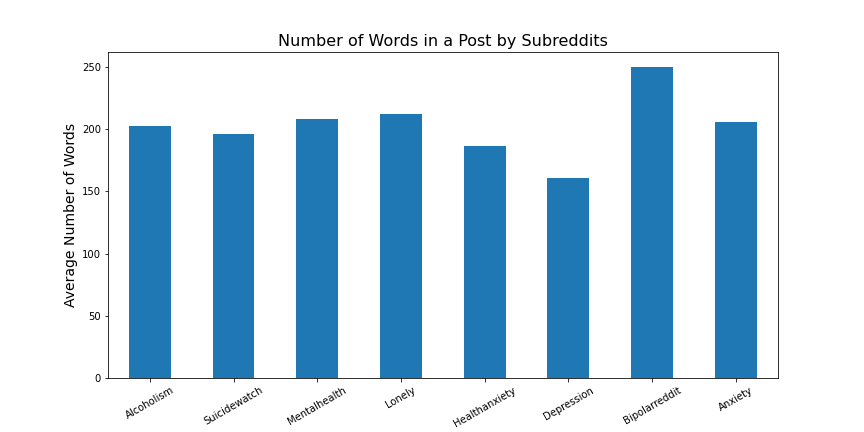 Number of Words in a Post by Subreddits
Average Number of Words
250
200
150
100
50
0
Alcoholism
Suicidewatch
Mentalhealth
Lonely
Healthanxiety
Depression
Bipolarreddit
Anxiety